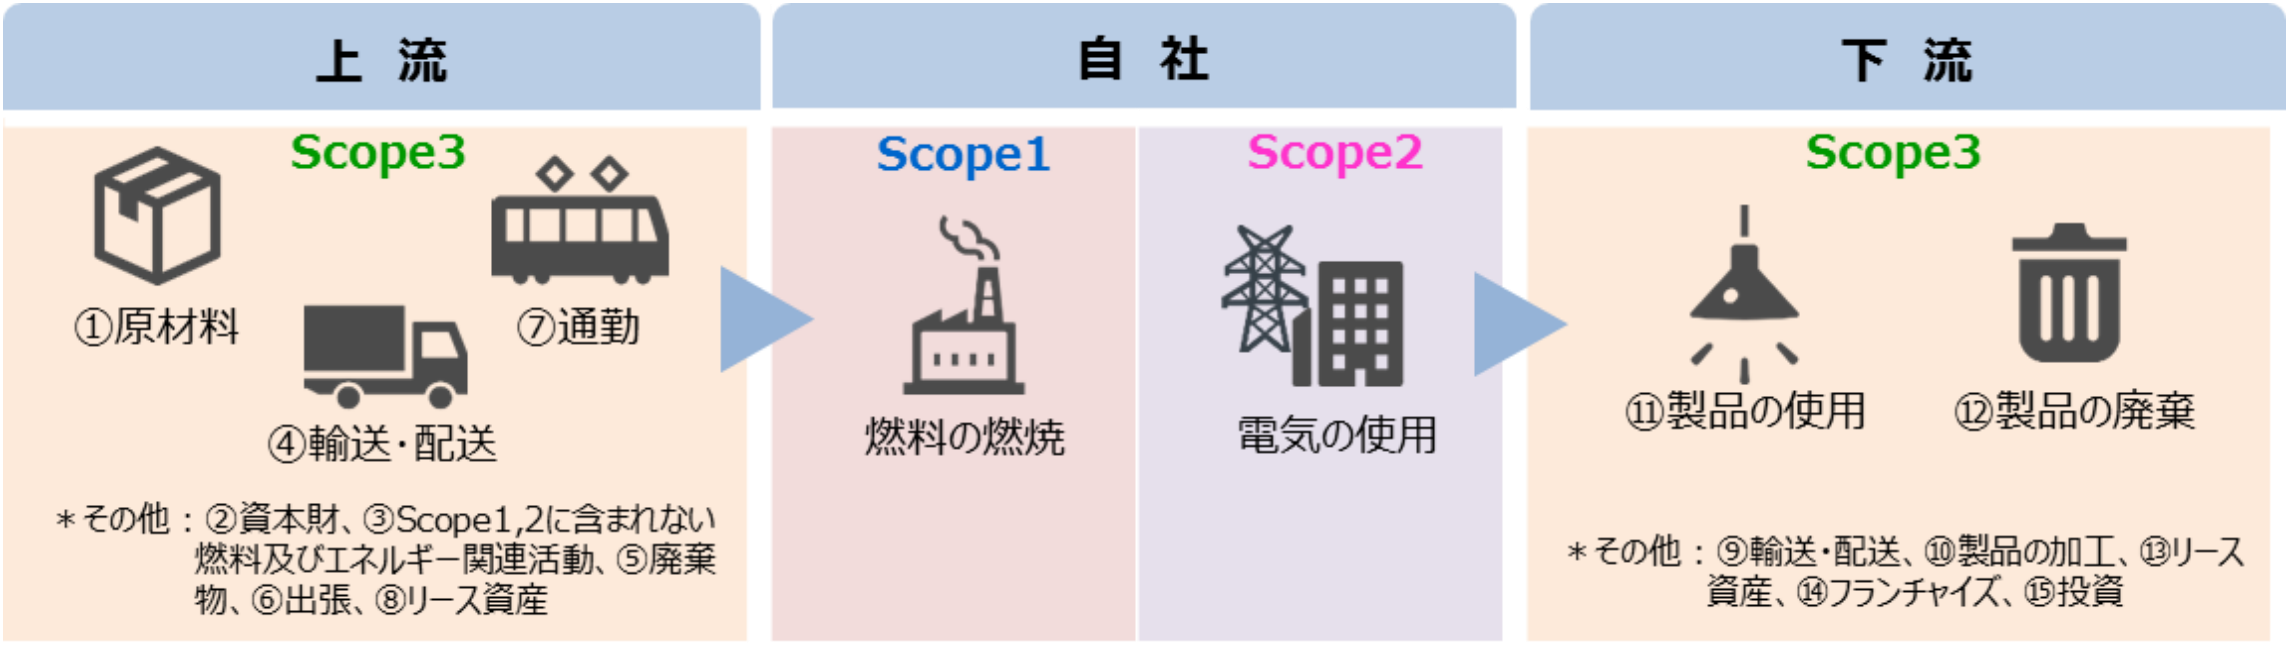 上 流
Scope3
①原材料
⑦通勤
④輸送・配送
＊その他：②資本財、③Scope1,2に含まれない
燃料及びエネルギー関連活動、⑤廃棄
物、⑥出張、⑧リース資産
自 社
Scope1
燃料の燃焼
Scope2
電気の使用
下 流
Scope3
⑪製品の使用
⑫製品の廃棄
＊その他：⑨輸送・配送、⑩製品の加工、⑬リース
資産、⑭フランチャイズ、⑮投資